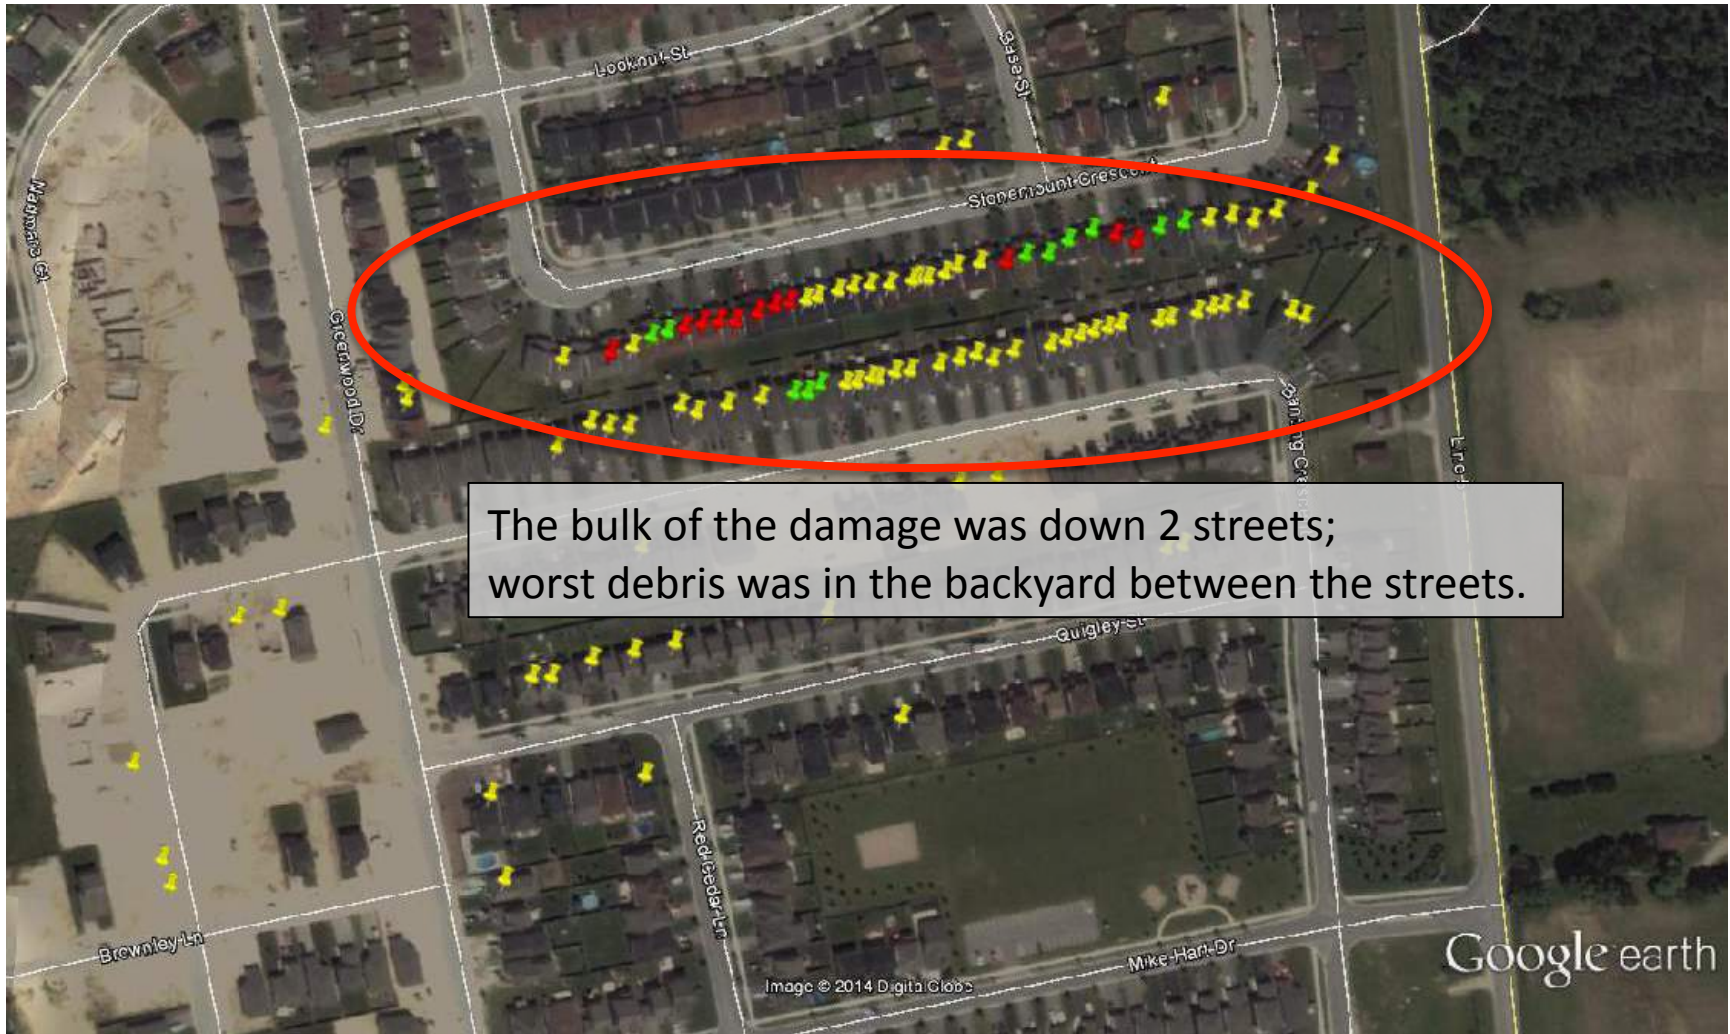 Lookout St
Base St
Stonemount Crescent
Greenwood Dr
The bulk of the damage was down 2 streets;
worst debris was in the backyard between the streets.
Quigley St
Red Cedar Ln
Brownley Ln
Mike Hart Dr
Image © 2014 DigitalGlobe
Google earth